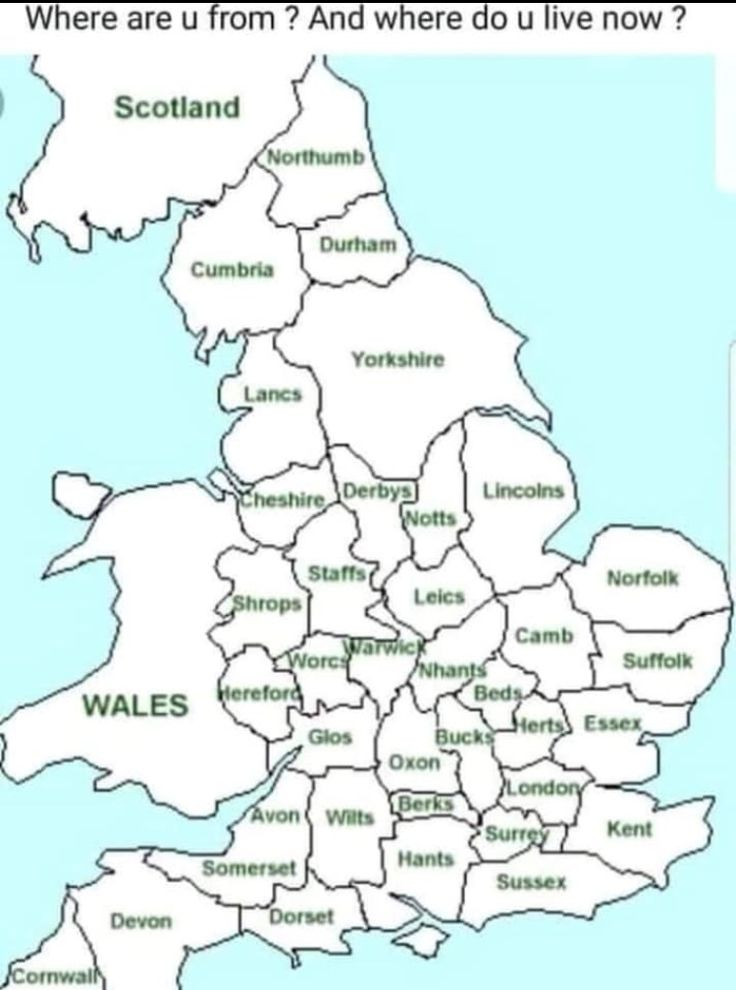 Where are u from ? And where do u live now ?
Scotland
Northumb
Durham
Cumbria
Yorkshire
Lancs
Cheshire
Derbys
Lincolns
Notts
Staffs
Norfolk
Leics
Shrops
Camb
Warwick
Worcs
Suffolk
Nhants
Hereford
Beds
WALES
Herts
Essex
Glos
Bucks
Oxon
London
Berks
Avon
Wilts
Surrey
Kent
Hants
Somerset
Sussex
Dorset
Devon
Cornwall